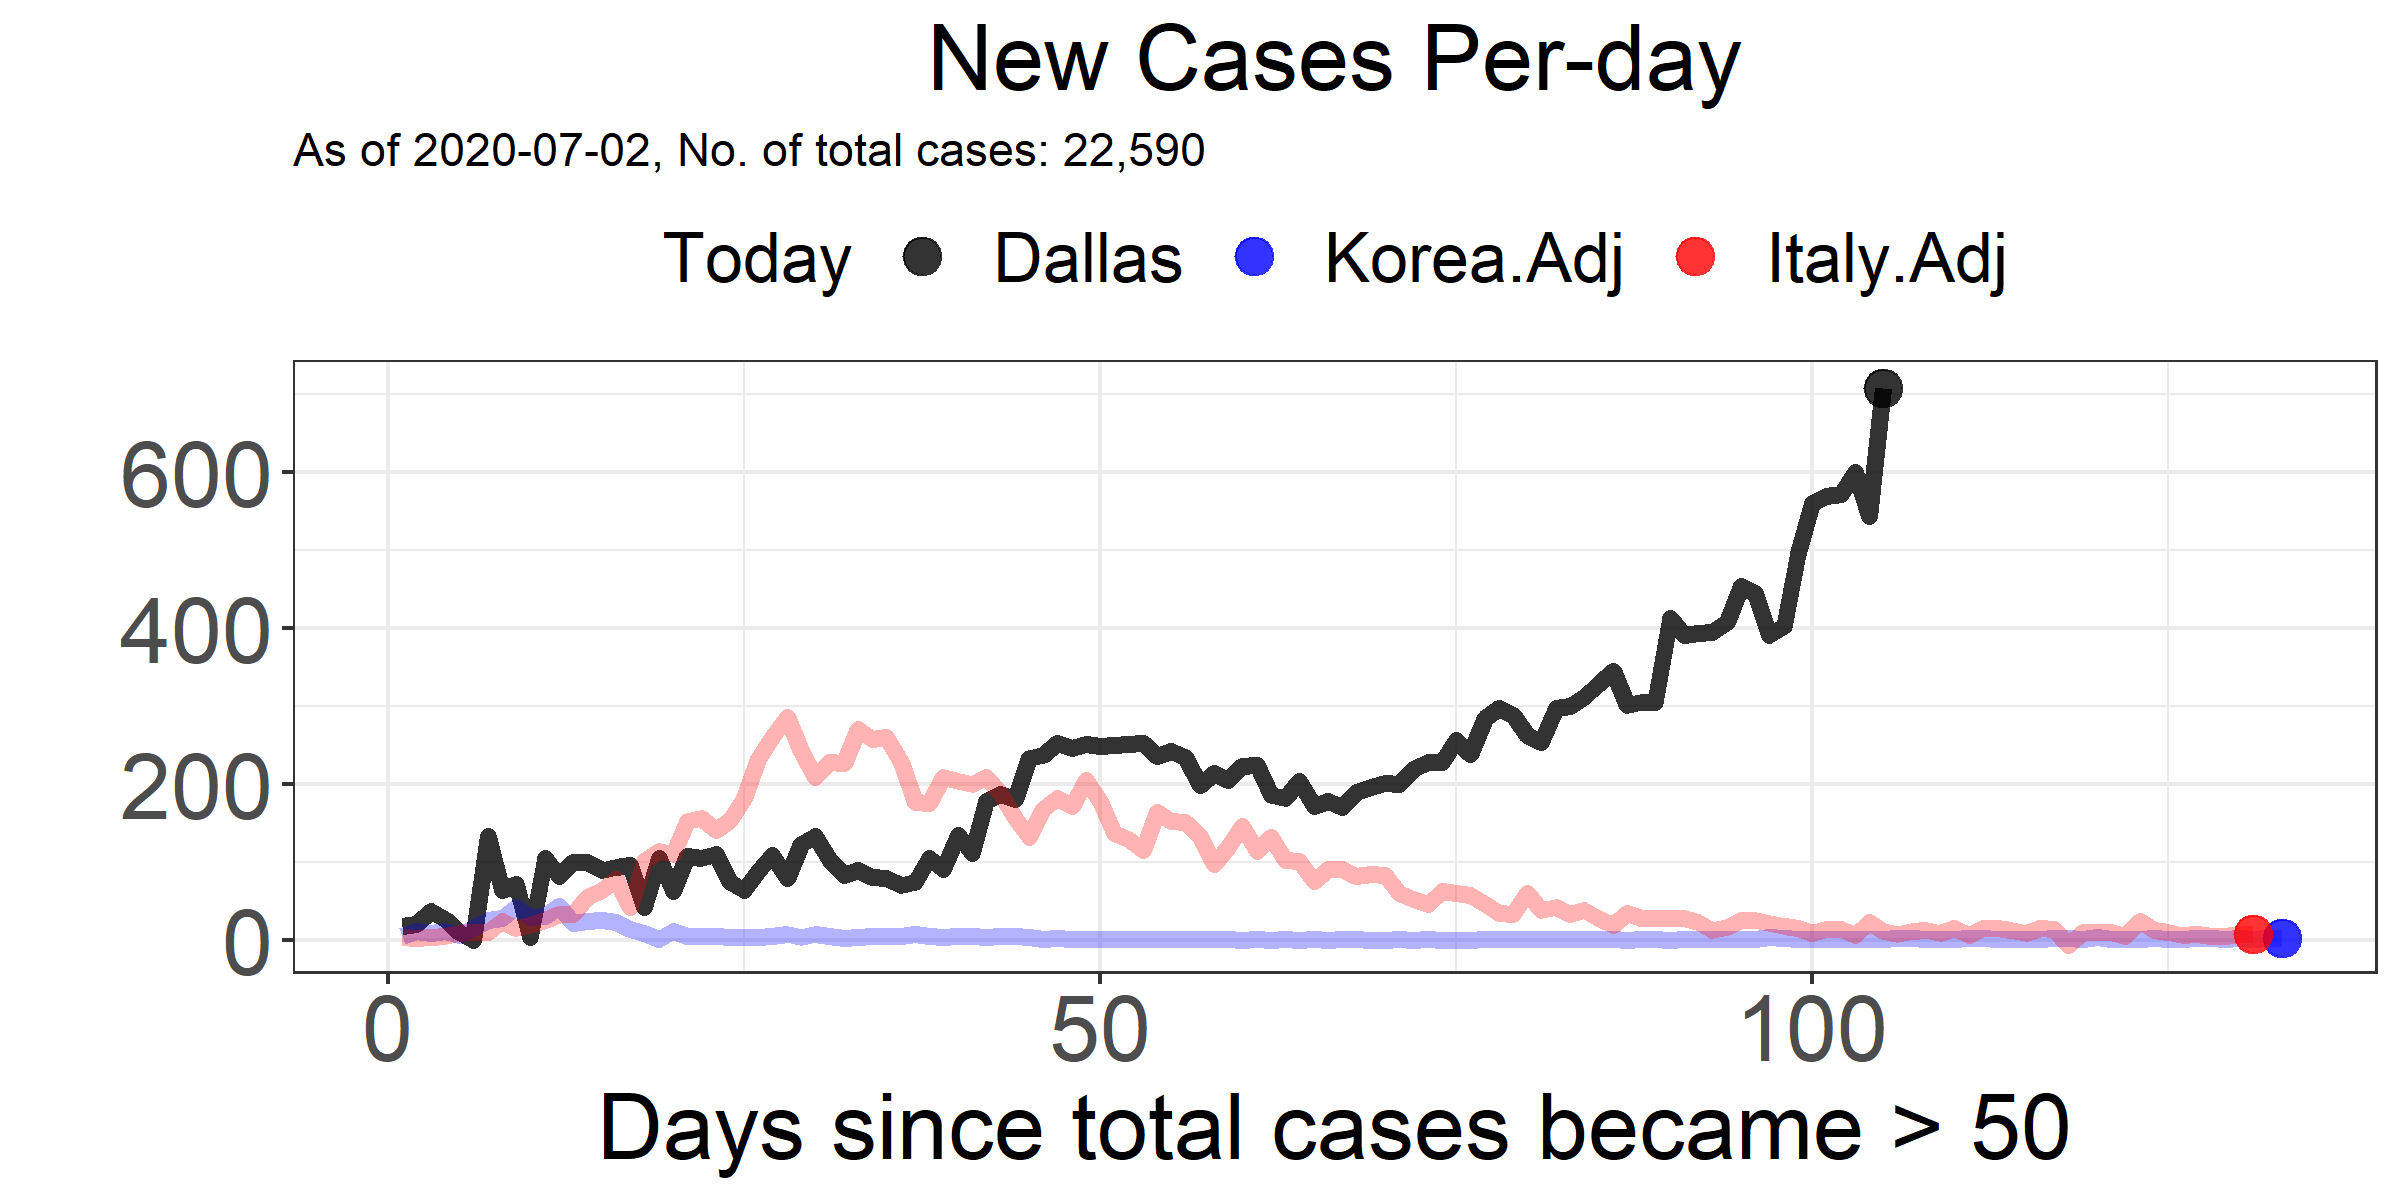 New Cases Per-day
As of 2020-07-02, No. of total cases: 22,590
Today Dallas Korea.Adj Italy.Adj
600
400
200
0
0 50 100
Days since total cases became > 50